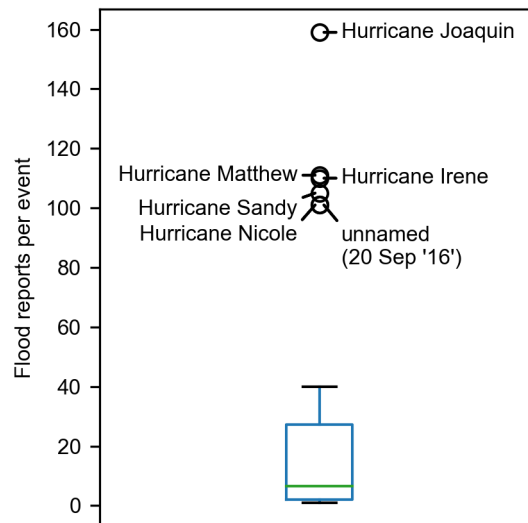 160
Hurricane Joaquin
140
120
Hurricane Matthew
Hurricane Irene
100
Hurricane Sandy
Hurricane Nicole
unnamed
(20 Sep '16')
80
60
40
20
0
Flood reports per event